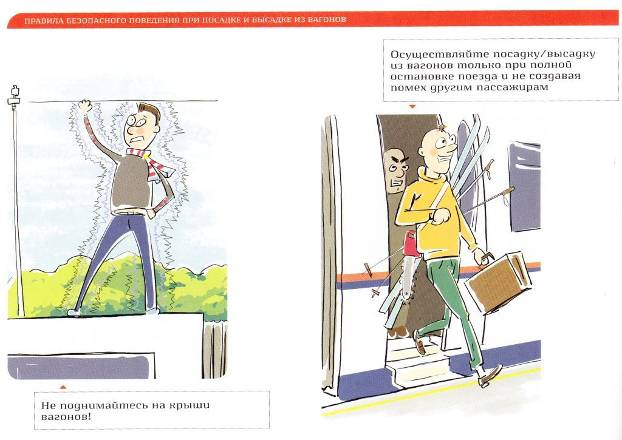 ПРАВИЛА БЕЗОПАСНОГО ПОВЕДЕНИЯ ПРИ ПОСАДКЕ И ВЫСАДКЕ ИЗ ВАГОНОВ
Осуществляйте посадку/высадку
из вагонов только при полной
остановке поезда и не создавая
помех другим пассажирам
Не поднимайтесь на крыши
вагонов!